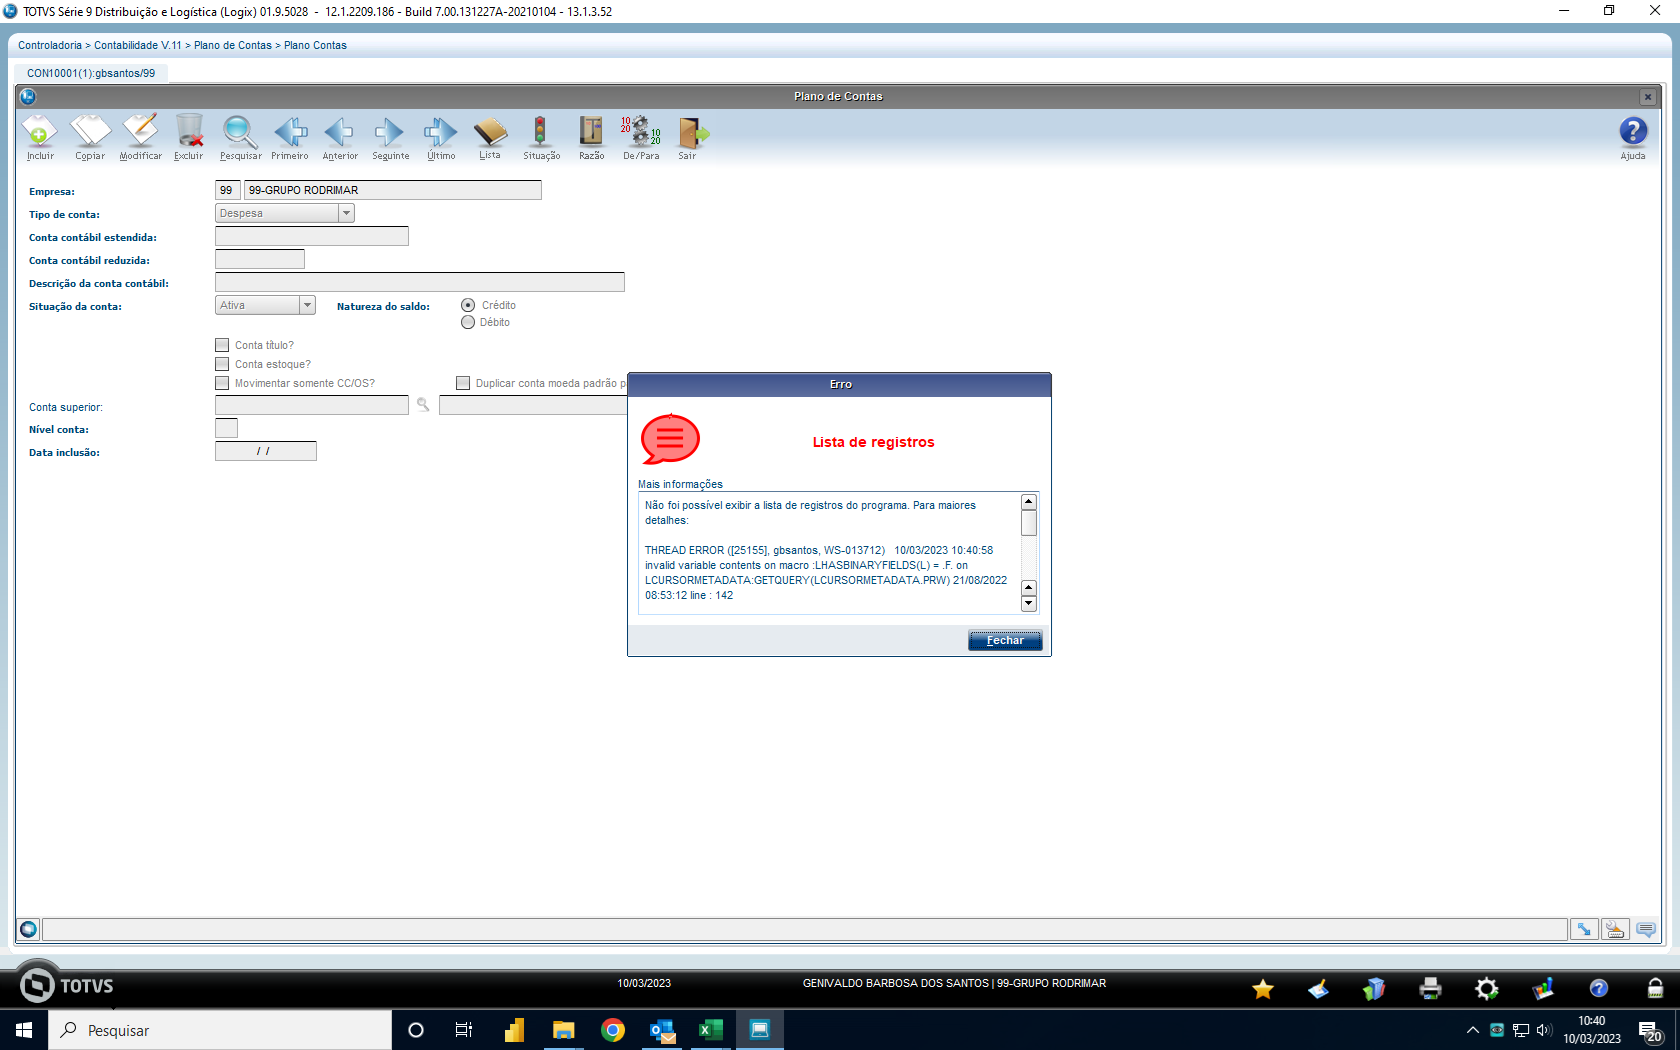 TOTVS Série 9 Distribuição e Logística (Logix) 01.9.5028 - 12.1.2209.186 - Build 7.00.131227A-20210104 - 13.1.3.52
Controladoria > Contabilidade V.11 > Plano de Contas > Plano Contas
CON10001(1):gbsantos/99
Plano de Contas
Incluir Copiar Modificar Excluir Pesquisar Primeiro Anterior Seguinte Último Lista Situação Razão De/Para Sair Ajuda
Empresa: 99 99-GRUPO RODRIMAR
Tipo de conta: Despesa
Conta contábil estendida:
Conta contábil reduzida:
Descrição da conta contábil:
Situação da conta: Ativa Natureza do saldo: Crédito
Débito
Conta título?
Conta estoque?
Movimentar somente CC/OS? Duplicar conta moeda padrão p
Conta superior:
Nível conta:
Data inclusão: / /
Erro
Lista de registros
Mais informações
Não foi possível exibir a lista de registros do programa. Para maiores
detalhes:
THREAD ERROR ([25155], gbsantos, WS-013712) 10/03/2023 10:40:58
invalid variable contents on macro :LHASBINARYFIELDS(L) = .F. on
LCURSORMETADATA:GETQUERY(LCURSORMETADATA.PRW) 21/08/2022
08:53:12 line : 142
Fechar
TOTVS 10/03/2023 GENIVALDO BARBOSA DOS SANTOS | 99-GRUPO RODRIMAR
Pesquisar
10:40
10/03/2023
20